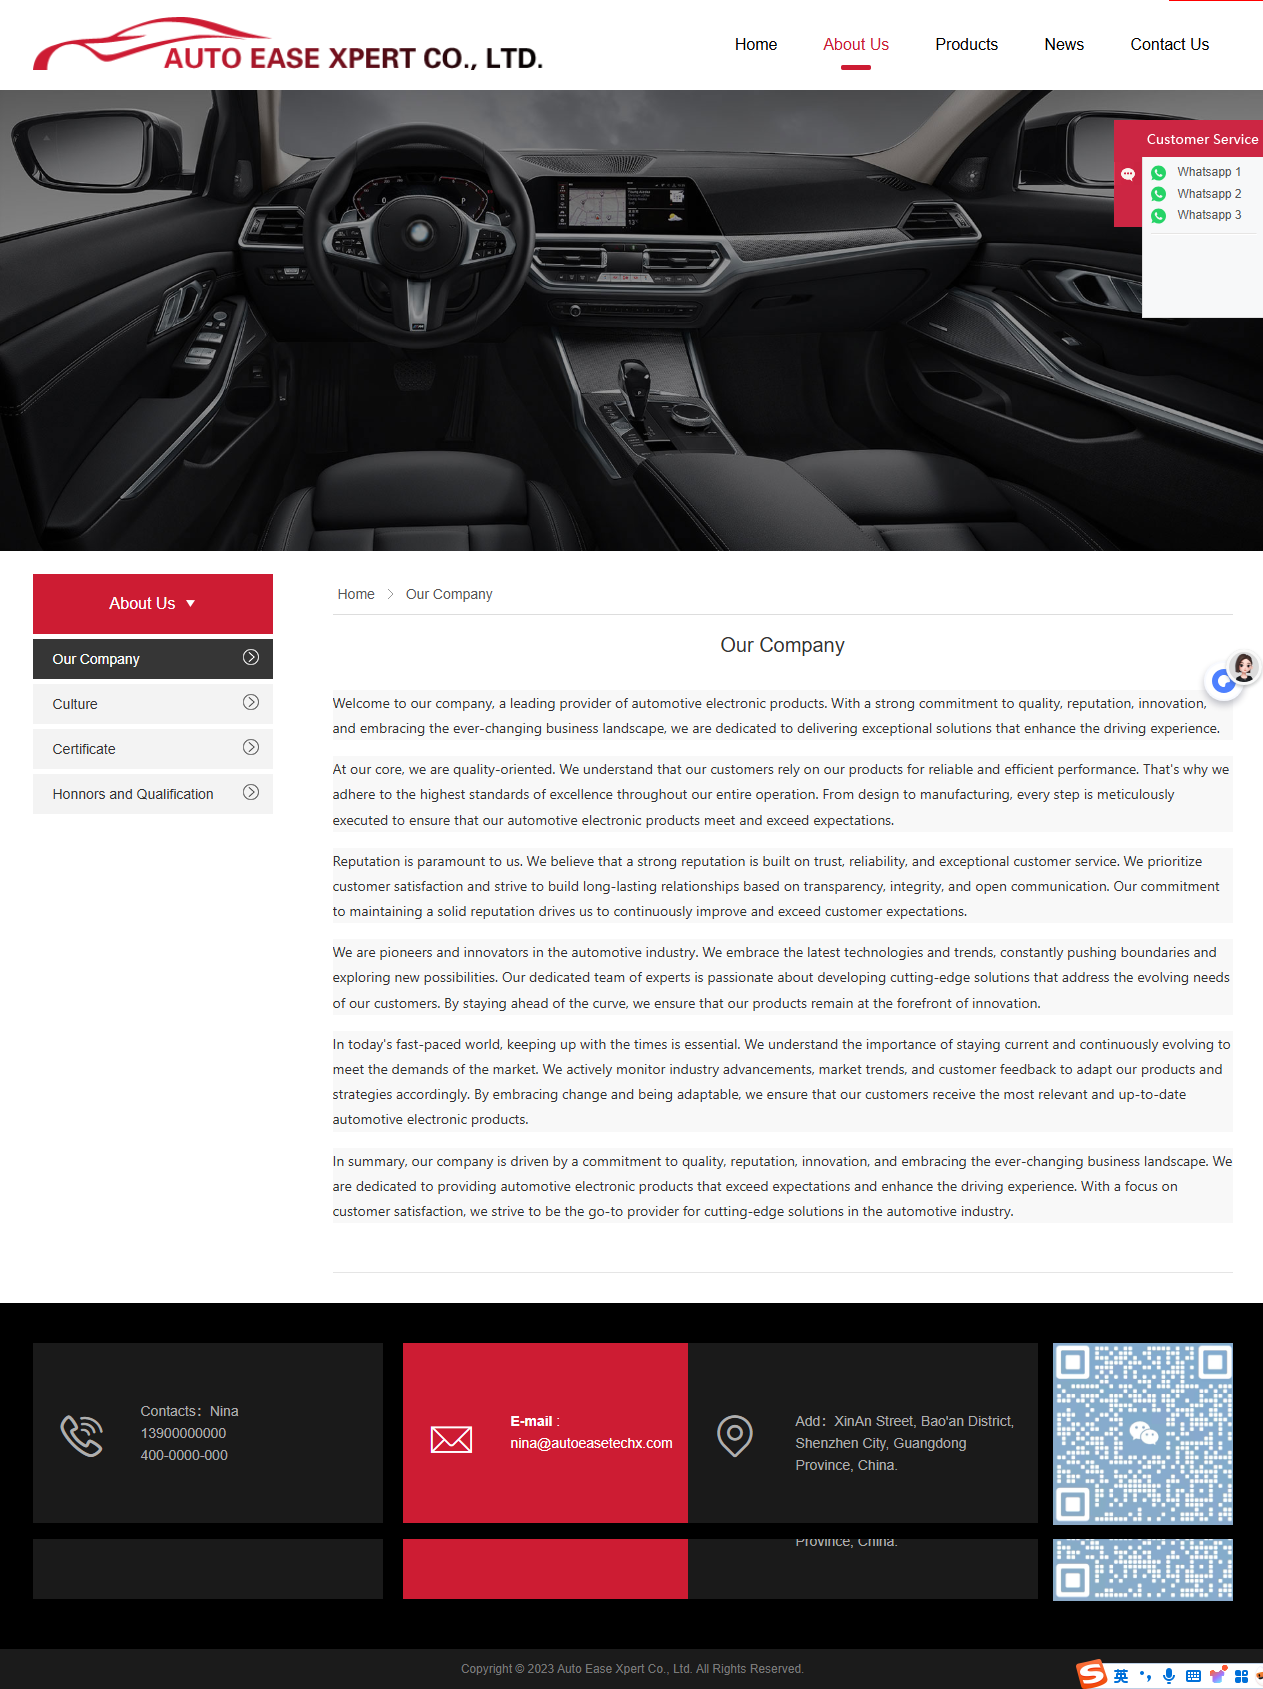 AUTO EASE XPERT CO., LTD.
Home
About Us
Products
News
Contact Us
Customer Service
Whatsapp 1
Whatsapp 2
Whatsapp 3
About Us
Our Company
Culture
Certificate
Honnors and Qualification
Home
Our Company
Our Company
Welcome to our company, a leading provider of automotive electronic products. With a strong commitment to quality, reputation, innovation,
and embracing the ever-changing business landscape, we are dedicated to delivering exceptional solutions that enhance the driving experience.
At our core, we are quality-oriented. We understand that our customers rely on our products for reliable and efficient performance. That's why we
adhere to the highest standards of excellence throughout our entire operation. From design to manufacturing, every step is meticulously
executed to ensure that our automotive electronic products meet and exceed expectations.
Reputation is paramount to us. We believe that a strong reputation is built on trust, reliability, and exceptional customer service. We prioritize
customer satisfaction and strive to build long-lasting relationships based on transparency, integrity, and open communication. Our commitment
to maintaining a solid reputation drives us to continuously improve and exceed customer expectations.
We are pioneers and innovators in the automotive industry. We embrace the latest technologies and trends, constantly pushing boundaries and
exploring new possibilities. Our dedicated team of experts is passionate about developing cutting-edge solutions that address the evolving needs
of our customers. By staying ahead of the curve, we ensure that our products remain at the forefront of innovation.
In today's fast-paced world, keeping up with the times is essential. We understand the importance of staying current and continuously evolving to
meet the demands of the market. We actively monitor industry advancements, market trends, and customer feedback to adapt our products and
strategies accordingly. By embracing change and being adaptable, we ensure that our customers receive the most relevant and up-to-date
automotive electronic products.
In summary, our company is driven by a commitment to quality, reputation, innovation, and embracing the ever-changing business landscape. We
are dedicated to providing automotive electronic products that exceed expectations and enhance the driving experience. With a focus on
customer satisfaction, we strive to be the go-to provider for cutting-edge solutions in the automotive industry.
Contacts：Nina
13900000000
400-0000-000
E-mail :
nina@autoeasetechx.com
Add：XinAn Street, Bao'an District,
Shenzhen City, Guangdong
Province, China.
Province, China.
Copyright © 2023 Auto Ease Xpert Co., Ltd. All Rights Reserved.
S 英